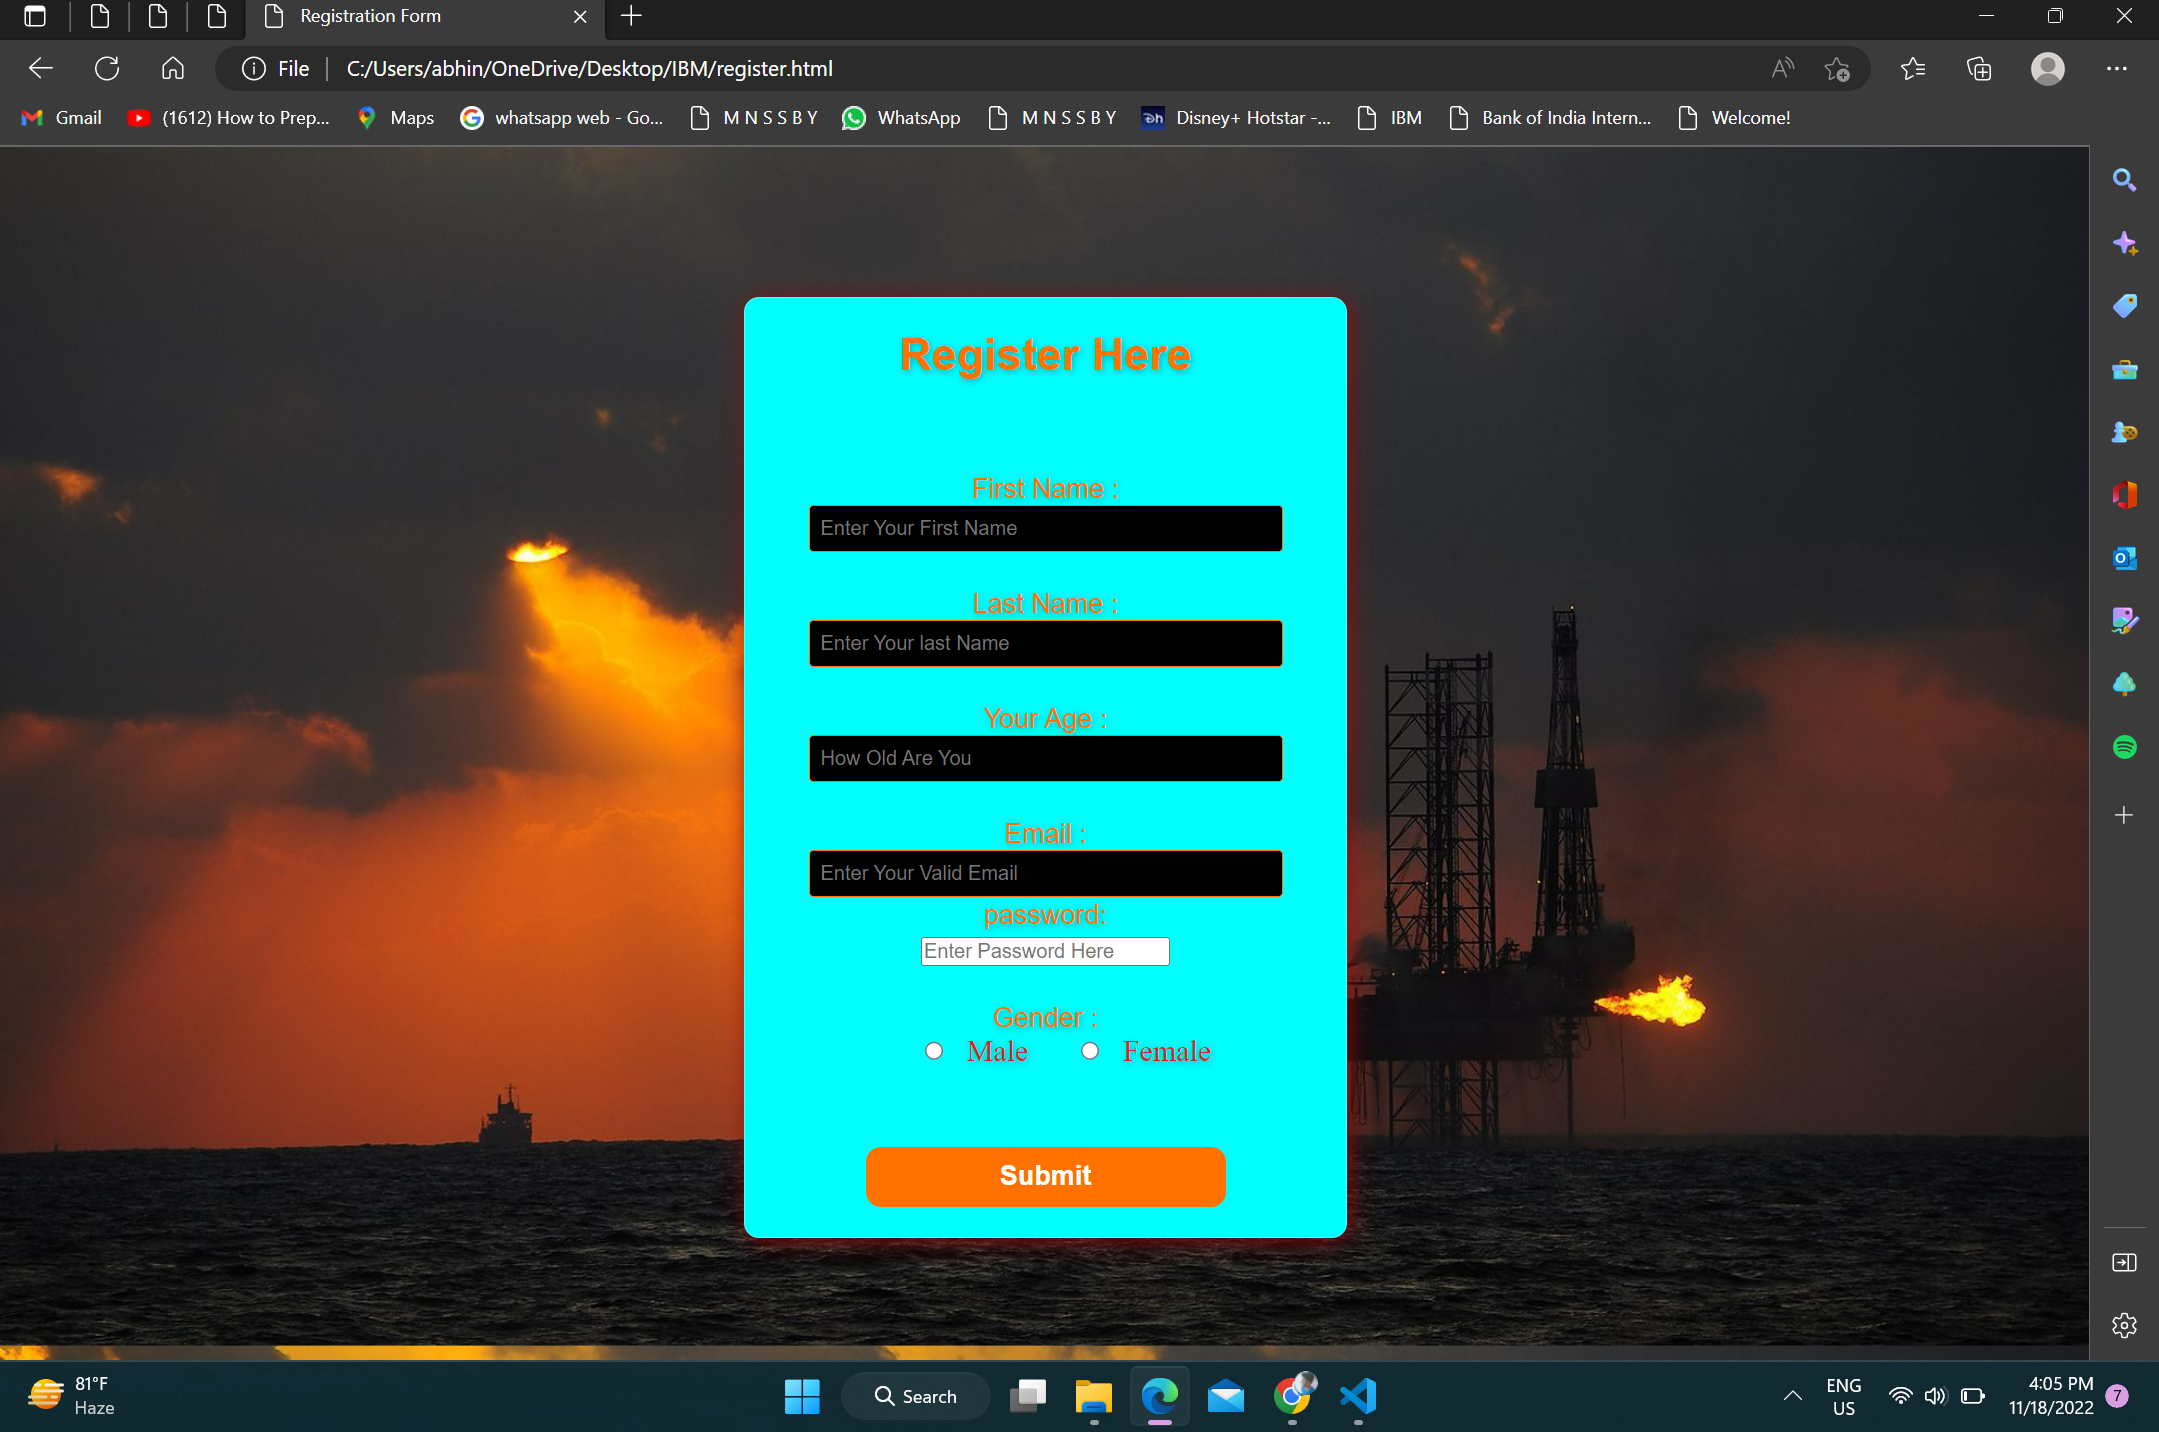 Registration Form
File
C:/Users/abhin/OneDrive/Desktop/IBM/register.html
Gmail
(1612) How to Prep...
Maps
whatsapp web - Go...
M N S S B Y
WhatsApp
M N S S B Y
Disney+ Hotstar -...
IBM
Bank of India Intern...
Welcome!
Register Here
First Name :
Enter Your First Name
Last Name :
Enter Your last Name
Your Age :
How Old Are You
Email :
Enter Your Valid Email
password:
Enter Password Here
Gender :
Male Female
Submit
81°F
Haze
Search
ENG
US
4:05 PM
11/18/2022
7